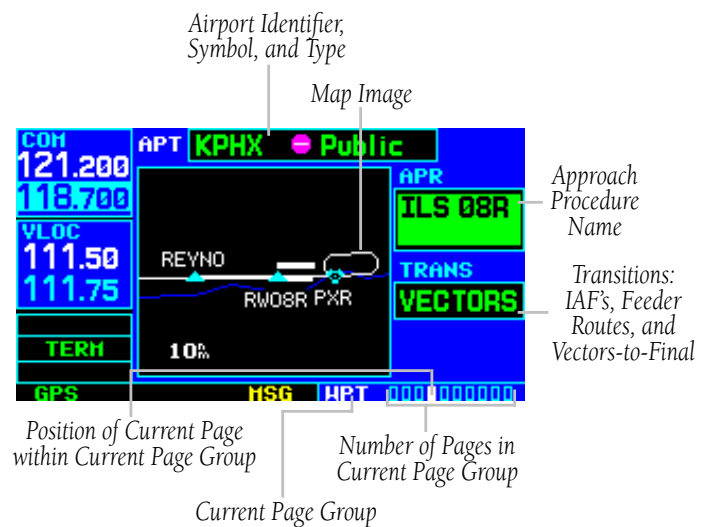 Airport Identifier,
Symbol, and Type
Map Image
COM
121.200
118.700
VLOC
111.50
111.75
TERM
GPS
APT KPHX Public
REVNO
RW08R PXR
10
MSG
WPT
APR
ILS 08R
TRANS
VECTORS
Approach
Procedure
Name
Transitions:
IAF's, Feeder
Routes, and
Vectors-to-Final
Position of Current Page
within Current Page Group
Number of Pages in
Current Page Group
Current Page Group